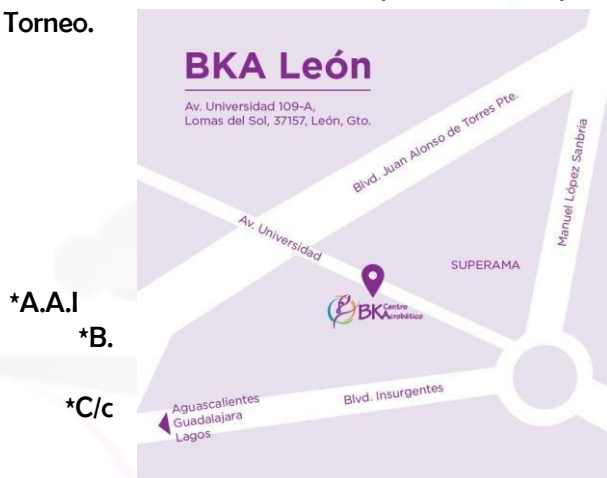 Torneo.
BKA León
Av. Universidad 109-A,
Lomas del Sol, 37157, León, Gto.
Blvd. Juan Alonso de Torres Pte.
Manuel López Sanbria
Av. Universidad
SUPERAMA
*A.A.I
BKA Centro
Acrobático
*B.
Blvd. Insurgentes
*C/c
Aguascalientes
Guadalajara
Lagos